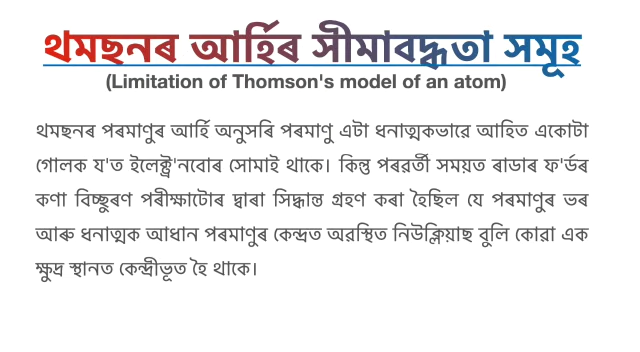 থমছনৰ আৰ্হিৰ সীমাবদ্ধতা সমূহ
(Limitation of Thomson's model of an atom)
থমছনৰ পৰমাণুৰ আৰ্হি অনুসৰি পৰমাণু এটা ধনাত্মকভাৱে আহিত একোটা
গোলক য'ত ইলেক্ট্ৰ'নবোৰ সোমাই থাকে। কিন্তু পৰৱৰ্তী সময়ত ৰাডাৰ ফ'ৰ্ডৰ
কণা বিচ্ছুৰণ পৰীক্ষাটোৰ দ্বাৰা সিদ্ধান্ত গ্ৰহণ কৰা হৈছিল যে পৰমাণুৰ ভৰ
আৰু ধনাত্মক আধান পৰমাণুৰ কেন্দ্ৰত অৱস্থিত নিউক্লিয়াছ বুলি কোৱা এক
ক্ষুদ্ৰ স্থানত কেন্দ্ৰীভূত হৈ থাকে।